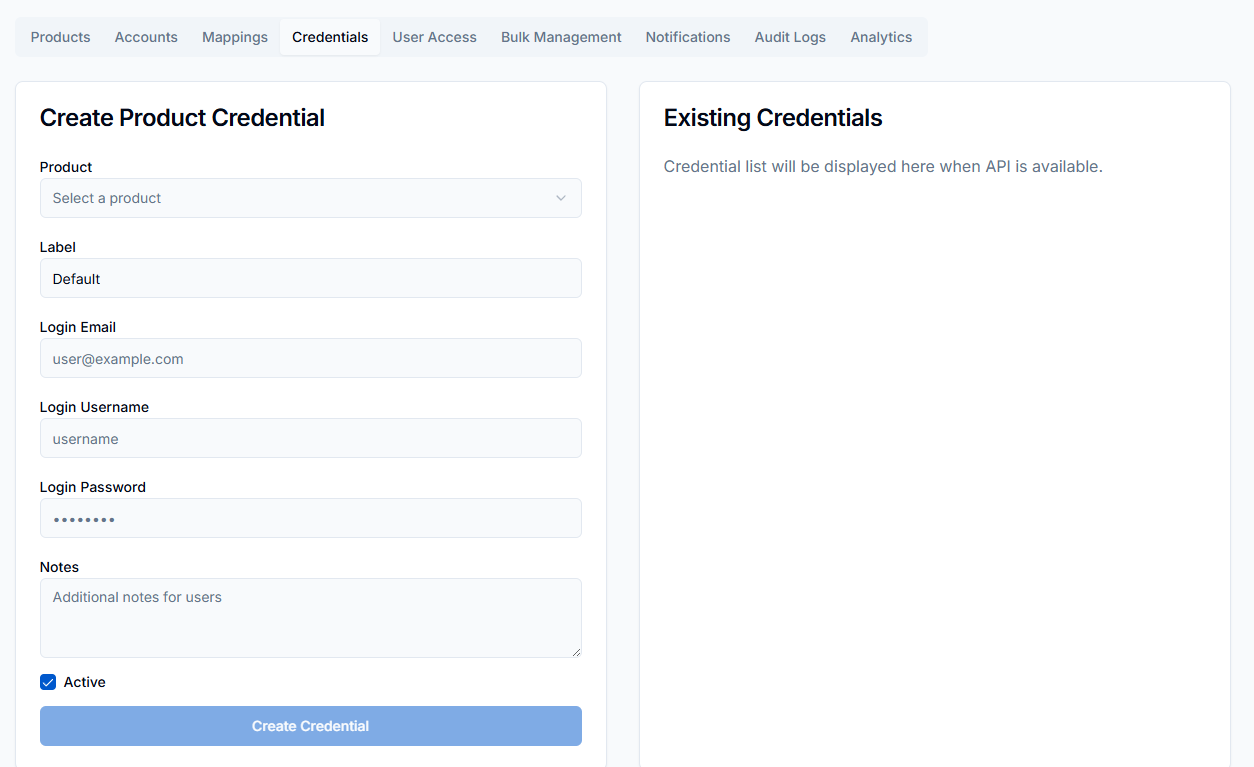 Products Accounts Mappings Credentials User Access Bulk Management Notifications Audit Logs Analytics
Create Product Credential
Product
Select a product
Label
Default
Login Email
user@example.com
Login Username
username
Login Password
••••••••
Notes
Additional notes for users
Active
Create Credential
Existing Credentials
Credential list will be displayed here when API is available.